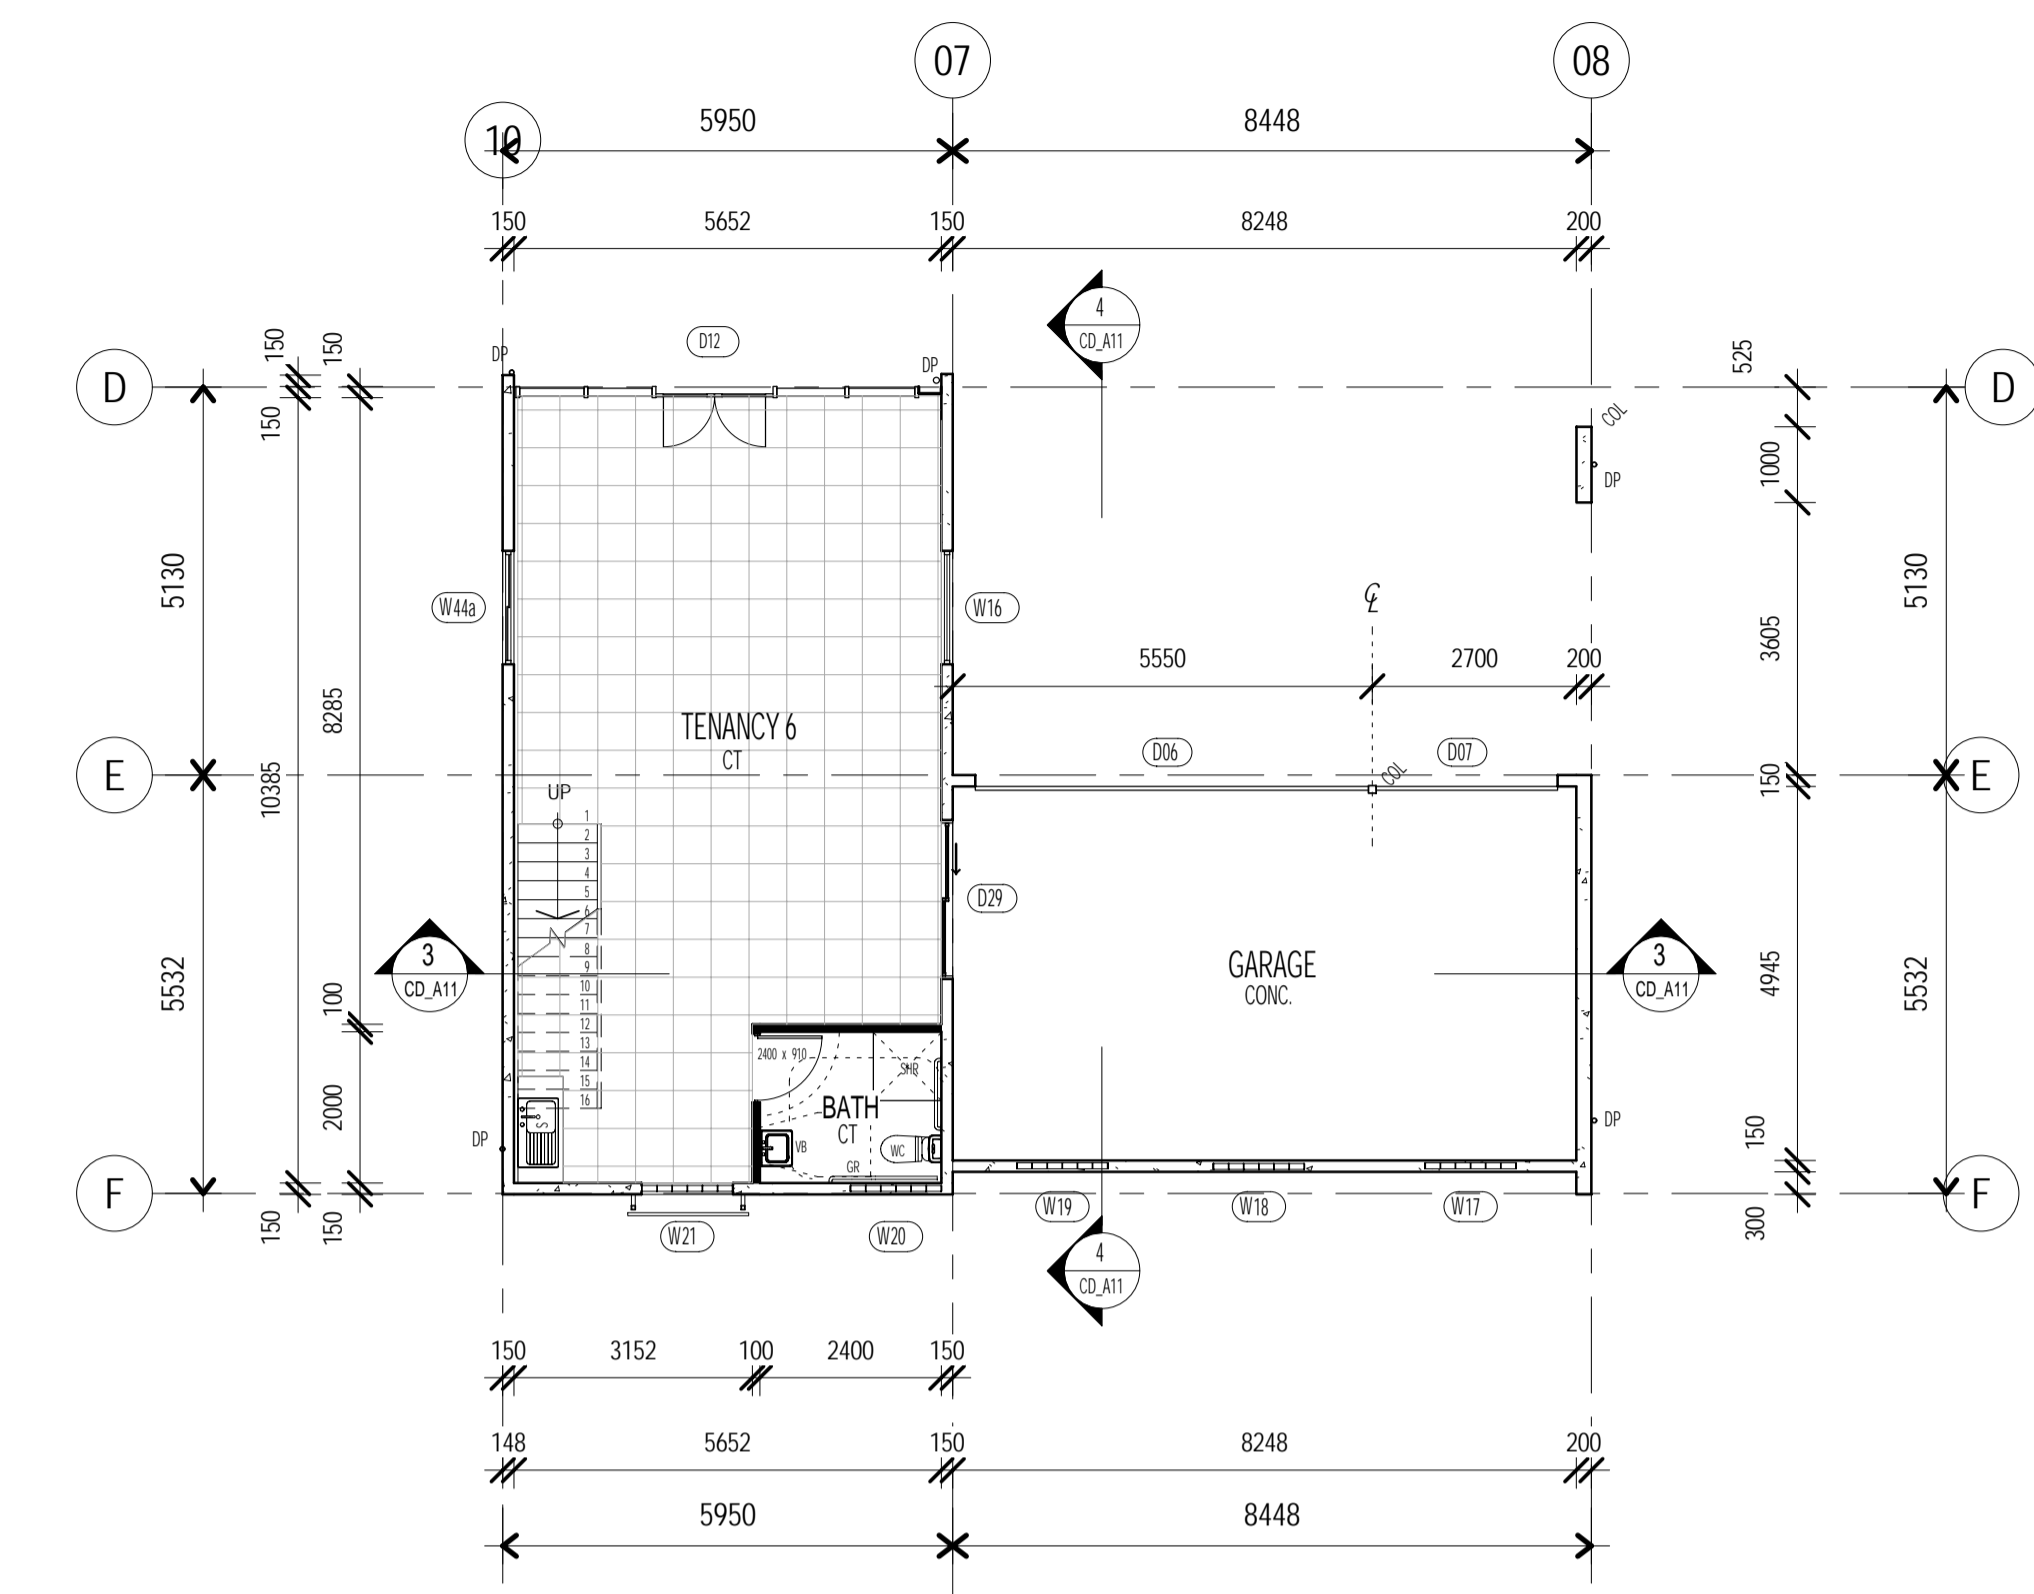 07
08
10
5950
8448
150
5652
150
8248
200
4
CD_A11
D12
DP
DP
150
150
150
525
D
D
COL
1000
DP
5130
5130
W44a
W16
℄
3605
5550
2700
200
8285
TENANCY 6
CT
D06
D07
COL
E
E
10385
150
UP
1
2
3
4
5
6
7
8
9
10
11
12
13
14
15
16
D29
3
CD_A11
GARAGE
CONC.
3
CD_A11
5532
4945
5532
100
2400 x 910
SHR
2000
BATH
CT
S
DP
VB
WC
GR
DP
150
F
F
150
150
W19
W18
W17
300
W21
W20
4
CD_A11
150
3152
100
2400
150
148
5652
150
8248
200
5950
8448